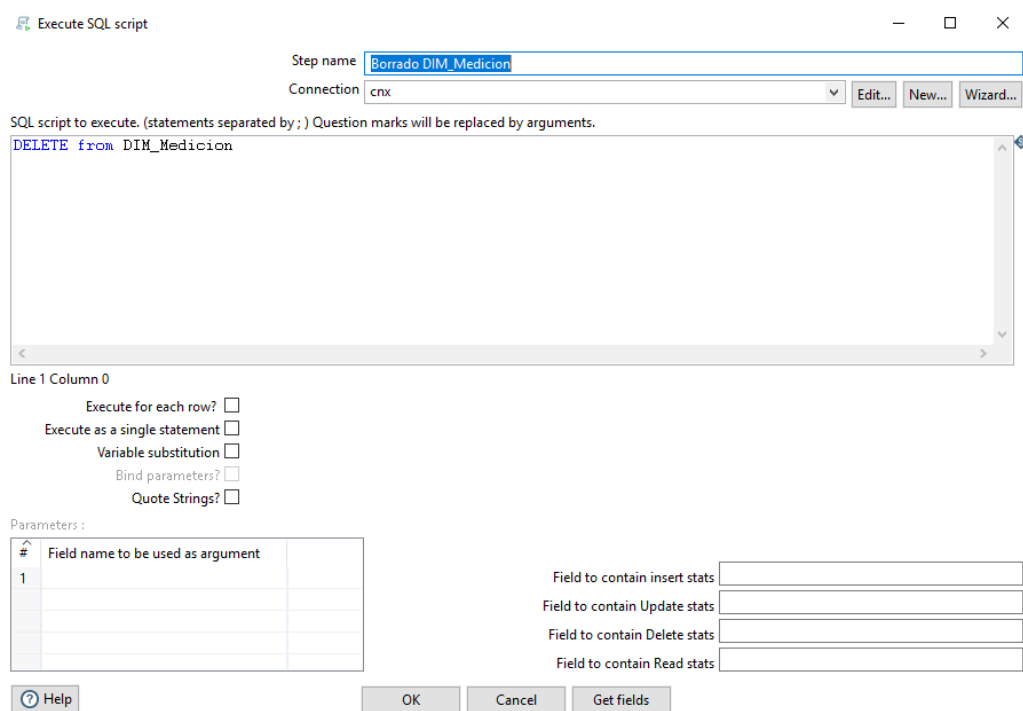 Execute SQL script
Step name Borrado DIM_Medicion
Connection cnx Edit... New... Wizard...
SQL script to execute. (statements separated by ; ) Question marks will be replaced by arguments.
DELETE from DIM_Medicion
Line 1 Column 0
Execute for each row?
Execute as a single statement
Variable substitution
Bind parameters?
Quote Strings?
Parameters :
# Field name to be used as argument
1
Field to contain insert stats
Field to contain Update stats
Field to contain Delete stats
Field to contain Read stats
Help OK Cancel Get fields